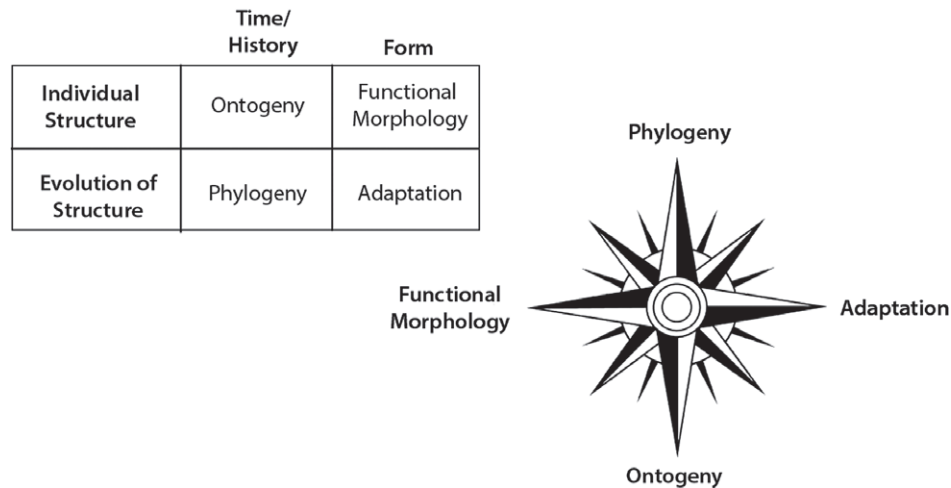 Time/
History
Form
Individual
Structure
Ontogeny
Functional
Morphology
Evolution of
Structure
Phylogeny
Adaptation
Phylogeny
Functional
Morphology
Adaptation
Ontogeny